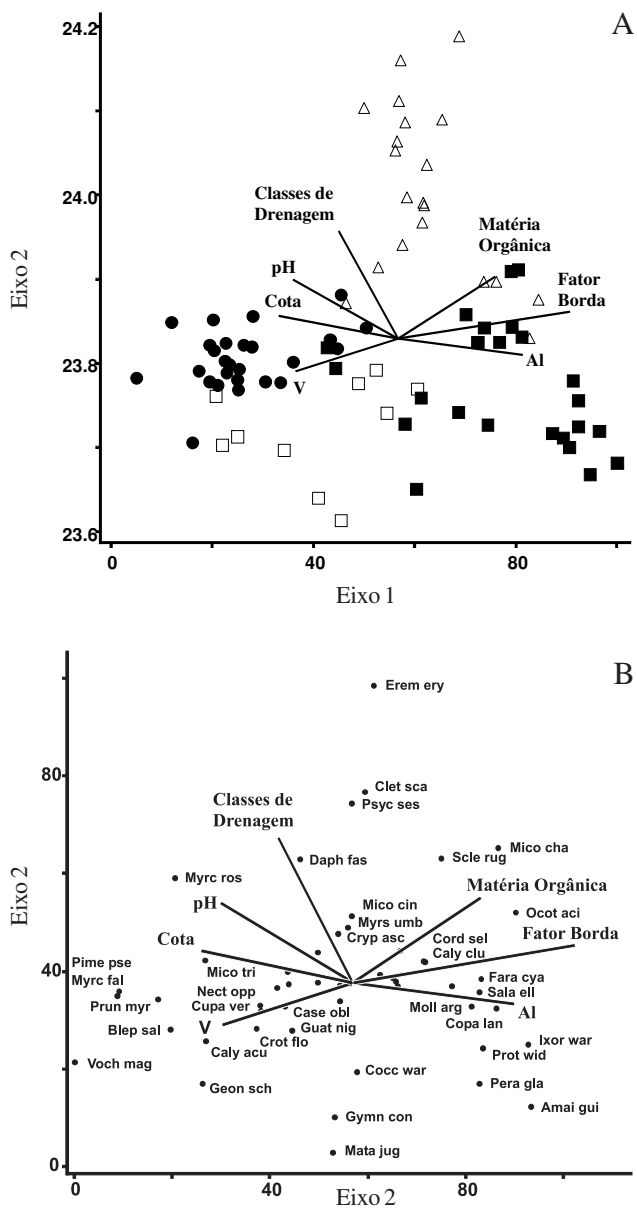 A
24.2
24.0
23.8
23.6
Eixo 2
Classes de
Drenagem
Matéria
Orgânica
pH
Fator
Borda
Cota
Al
V
0
40
80
Eixo 1
B
Erem ery
80
Clet sca
Psyc ses
Classes de
Drenagem
Mico cha
Daph fas
Scle rug
Myrc ros
Matéria Orgânica
pH
Mico cin
Myrs umb
Ocot aci
Cryp asc
Cord sel
Fator Borda
Cota
Caly clu
Pime pse
40
Mico tri
Myrc fal
Nect opp
Fara cya
Sala ell
Prun myr
Cupa ver
Case obl
Moll arg
Al
V
Guat nig
Copa lan
Blep sal
Crot flo
Ixor war
Caly acu
Prot wid
Voch mag
Cocc war
Geon sch
Pera gla
Amai gui
Gymn con
Mata jug
0
Eixo 2
0
40
80
Eixo 2